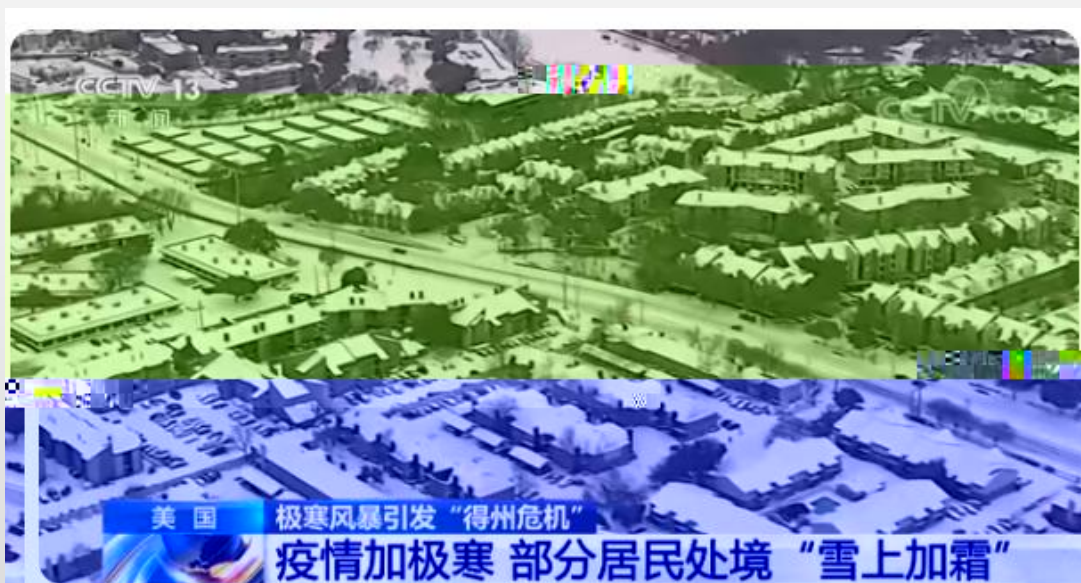 CCTV 13
新闻
CCTV.com
美国
极寒风暴引发“得州危机”
疫情加极寒 部分居民处境 “雪上加霜”